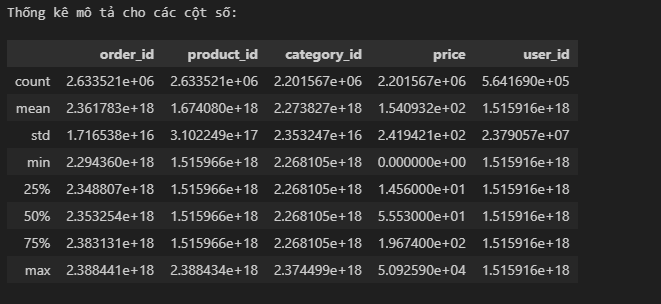 Thống kê mô tả cho các cột số:
order_id product_id category_id price user_id
count 2.633521e+06 2.633521e+06 2.201567e+06 2.201567e+06 5.641690e+05
mean 2.361783e+18 1.674080e+18 2.273827e+18 1.540932e+02 1.515916e+18
std 1.716538e+16 3.102249e+17 2.353247e+16 2.419421e+02 2.379057e+07
min 2.294360e+18 1.515966e+18 2.268105e+18 0.000000e+00 1.515916e+18
25% 2.348807e+18 1.515966e+18 2.268105e+18 1.456000e+01 1.515916e+18
50% 2.353254e+18 1.515966e+18 2.268105e+18 5.553000e+01 1.515916e+18
75% 2.383131e+18 1.515966e+18 2.268105e+18 1.967400e+02 1.515916e+18
max 2.388441e+18 2.388434e+18 2.374499e+18 5.092590e+04 1.515916e+18